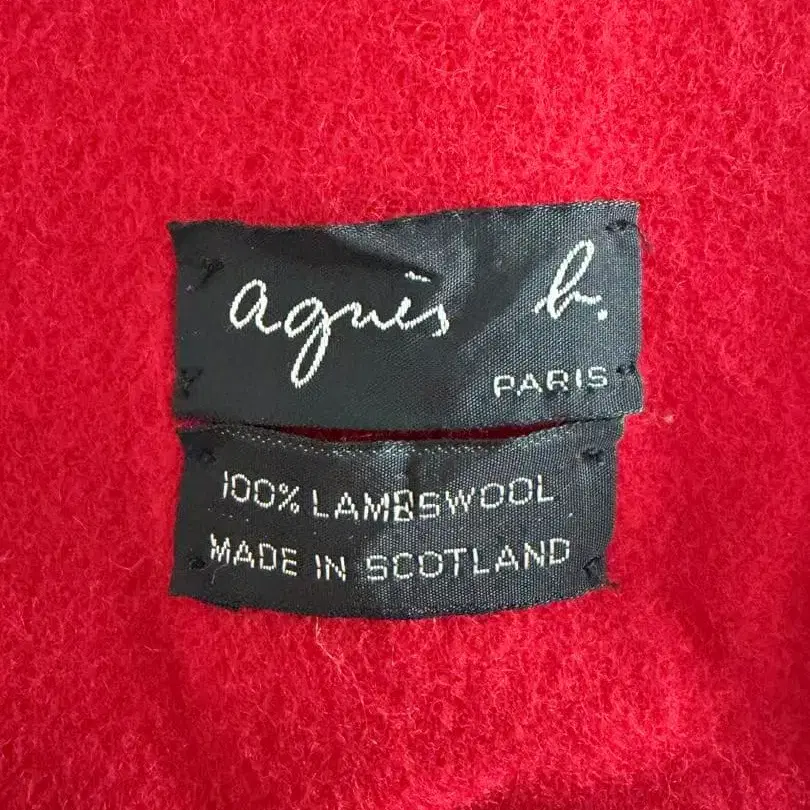 agnès b.
PARIS
100% LAMBSWOOL
MADE IN SCOTLAND